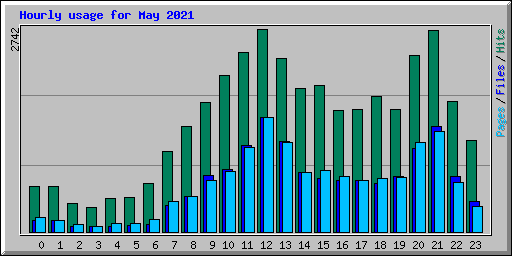 Hourly usage for May 2021
2742
Pages / Files / Hits
0 1 2 3 4 5 6 7 8 9 10 11 12 13 14 15 16 17 18 19 20 21 22 23